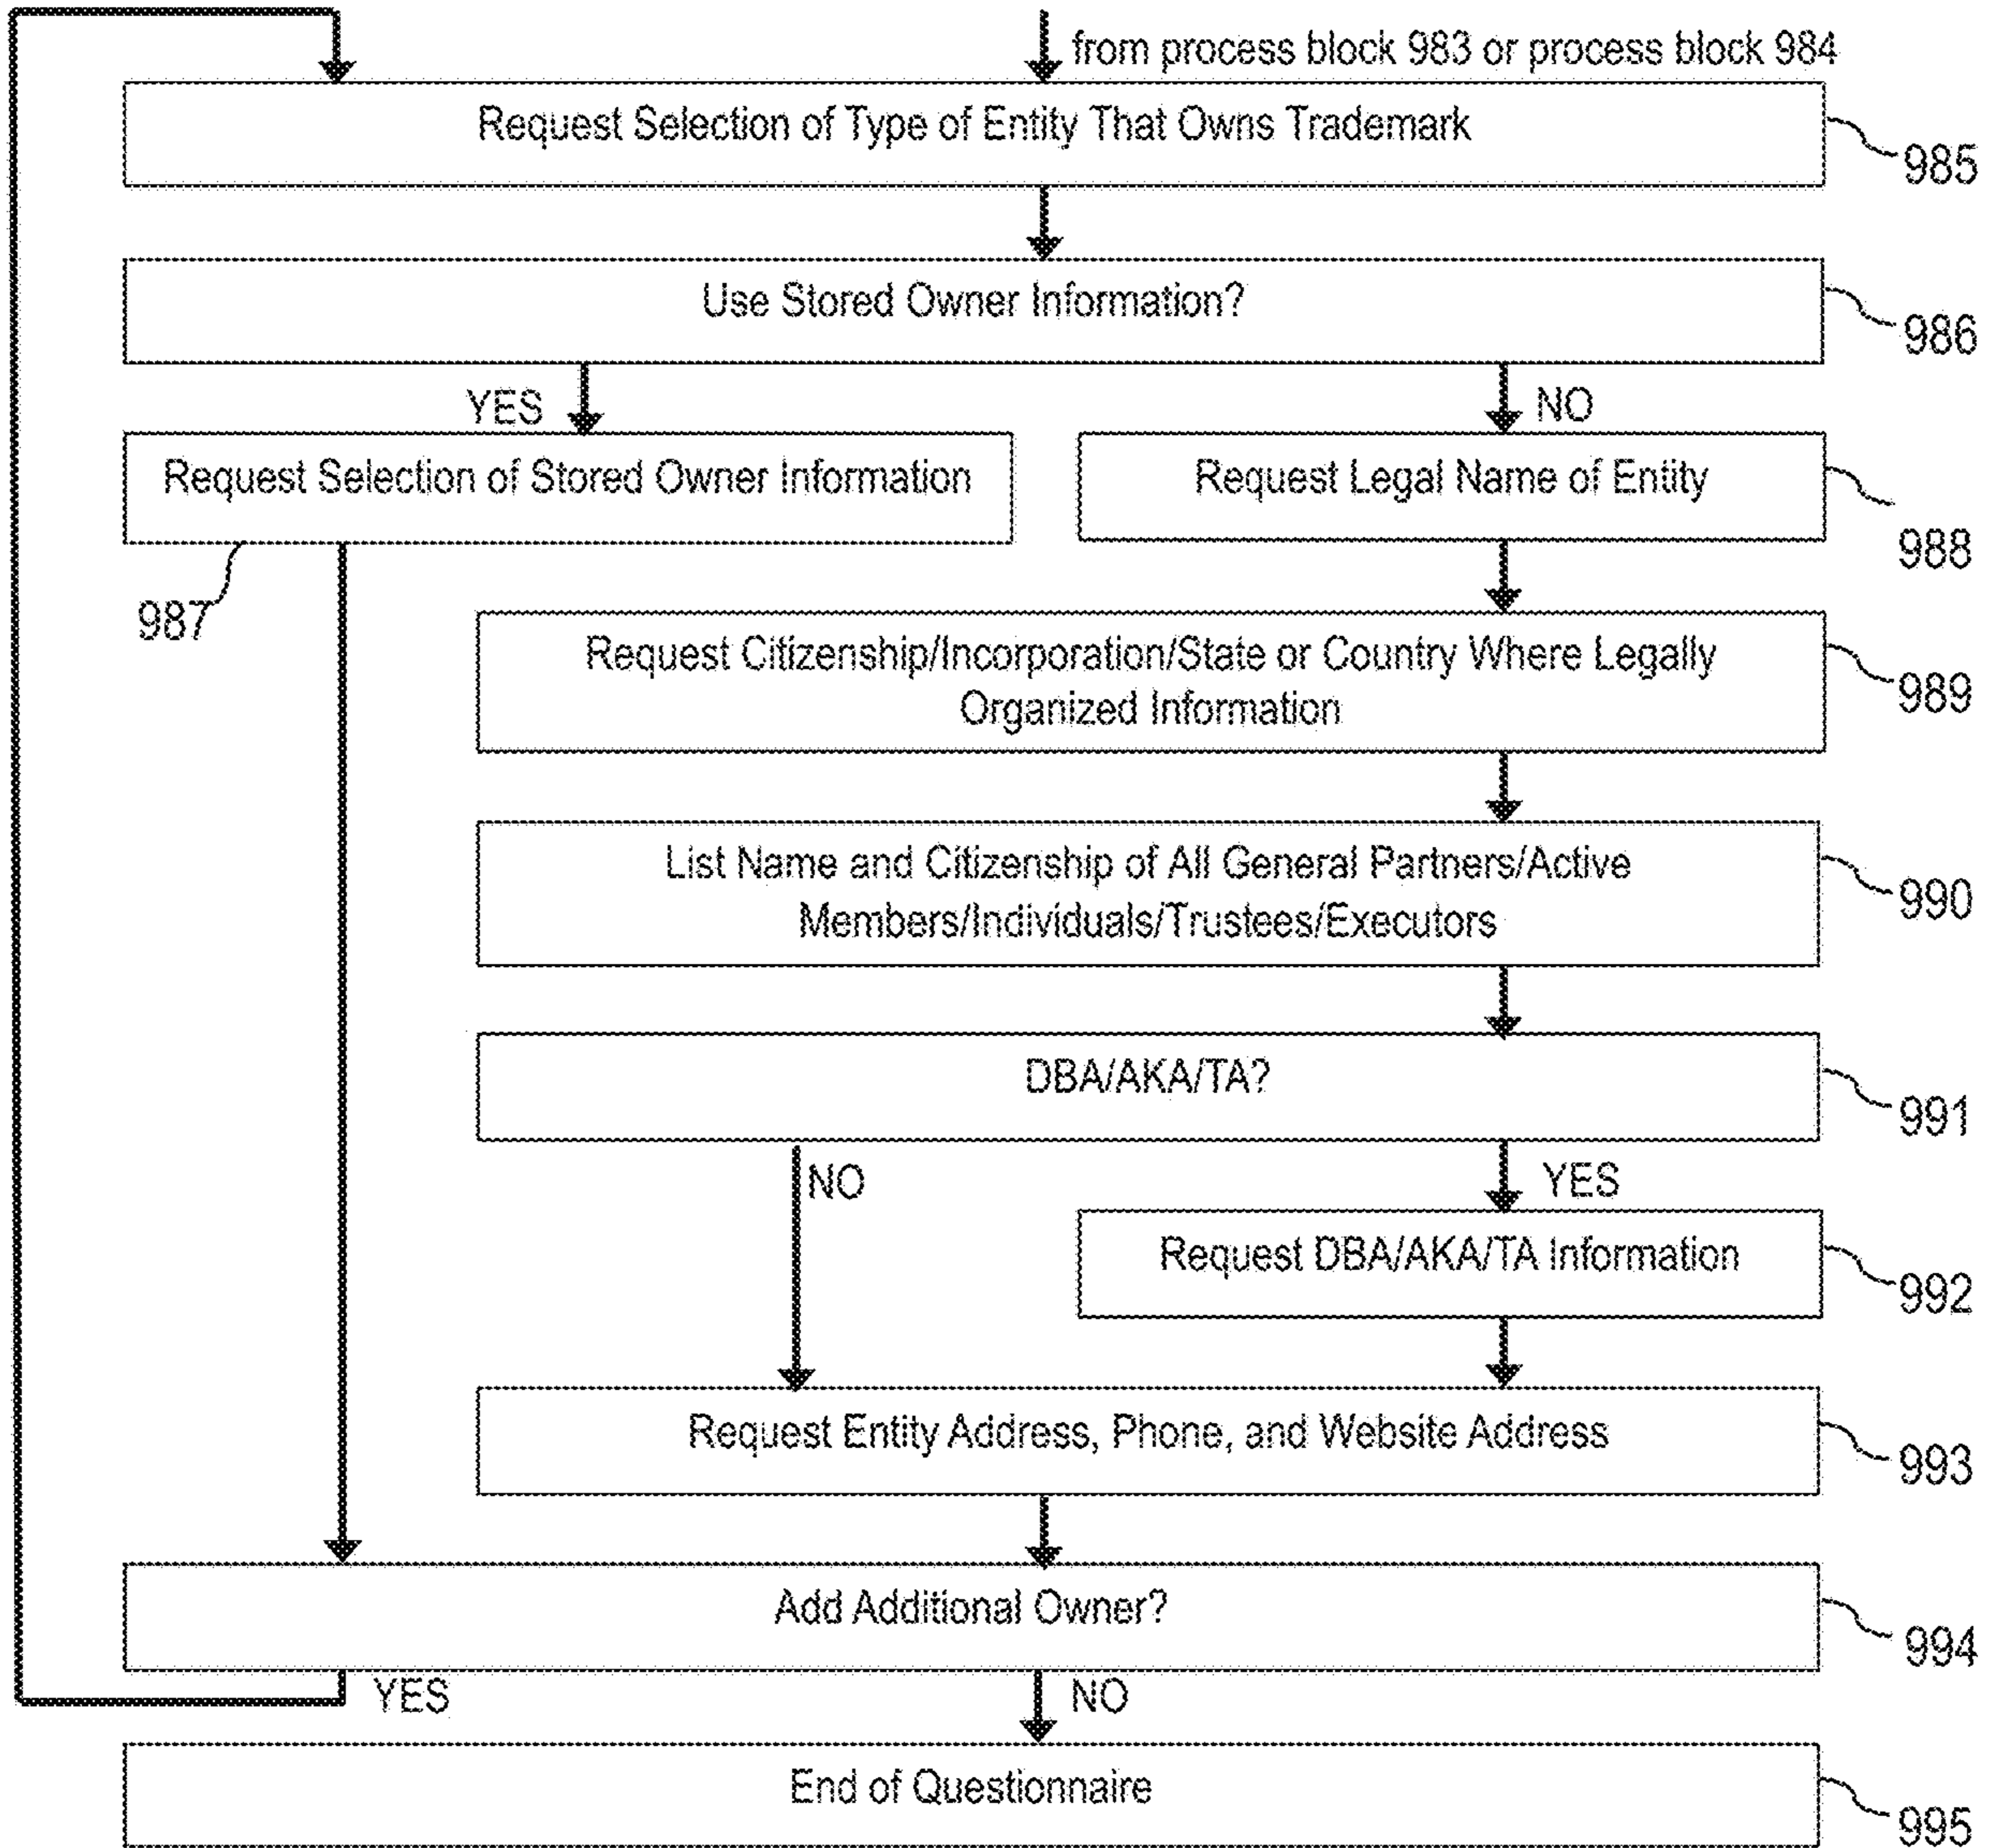 from process block 983 or process block 984
Request Selection of Type of Entity That Owns Trademark
985
Use Stored Owner Information?
986
YES
NO
Request Selection of Stored Owner Information
Request Legal Name of Entity
987
988
Request Citizenship/Incorporation/State or Country Where Legally
Organized Information
989
List Name and Citizenship of All General Partners/Active
Members/Individuals/Trustees/Executors
990
DBA/AKA/TA?
991
NO
YES
Request DBA/AKA/TA Information
992
Request Entity Address, Phone, and Website Address
993
Add Additional Owner?
994
YES
NO
End of Questionnaire
995